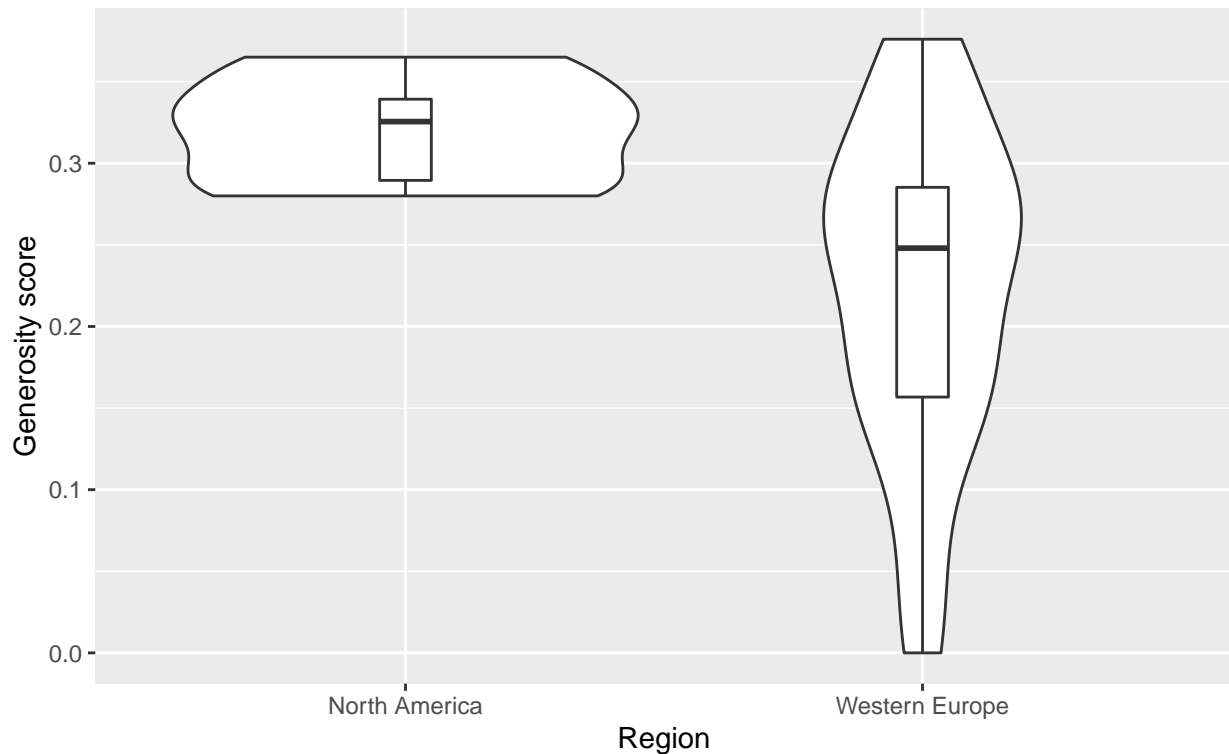 Generosity score
0.3
0.2
0.1
0.0
North America
Western Europe
Region